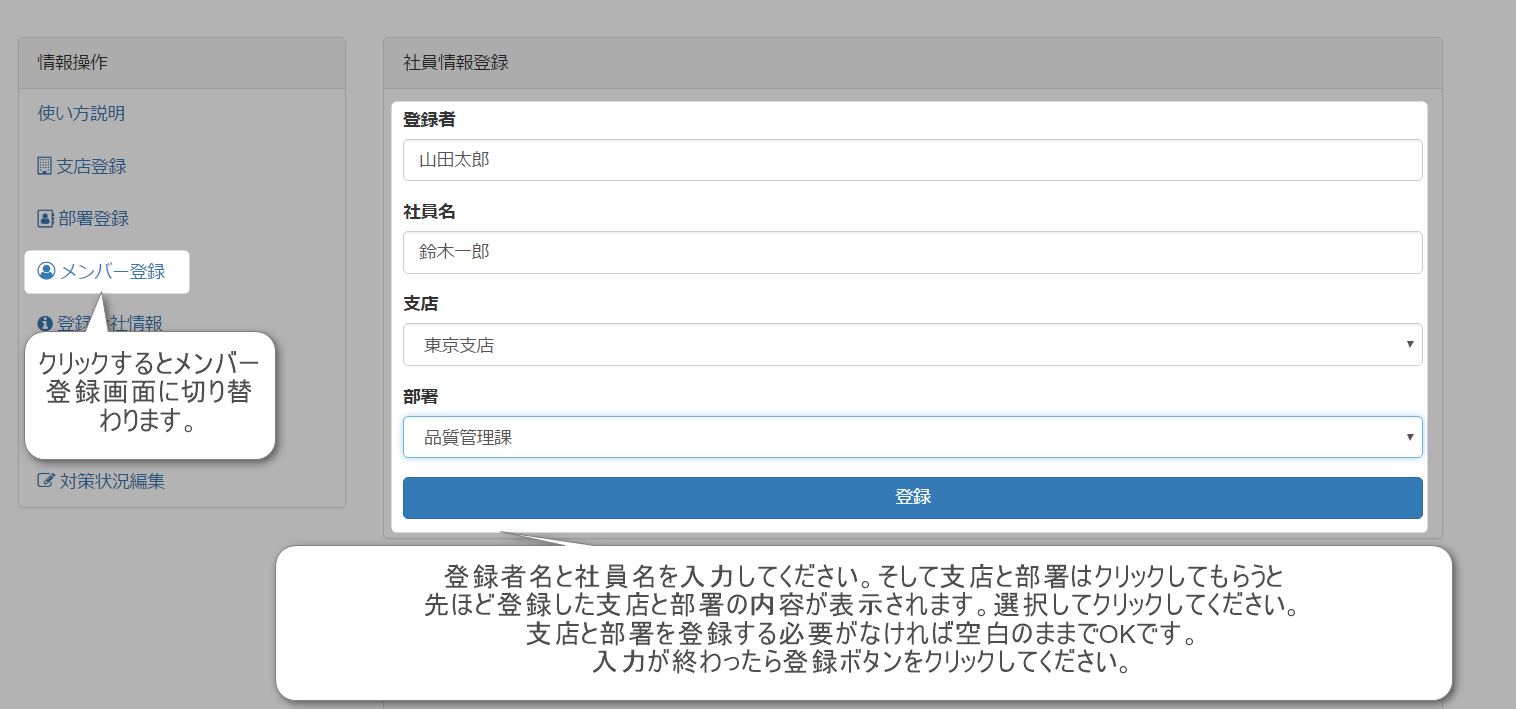 情報操作
使い方説明
支店登録
部署登録
メンバー登録
登録 社情報
クリックするとメンバー
登録画面に切り替
わります。
対策状況編集
社員情報登録
登録者
山田太郎
社員名
鈴木一郎
支店
東京支店
部署
品質管理課
登録
登録者名と社員名を入力してください。そして支店と部署はクリックしてもらうと
先ほど登録した支店と部署の内容が表示されます。選択してクリックしてください。
支店と部署を登録する必要がなければ空白のままでOKです。
入力が終わったら登録ボタンをクリックしてください。